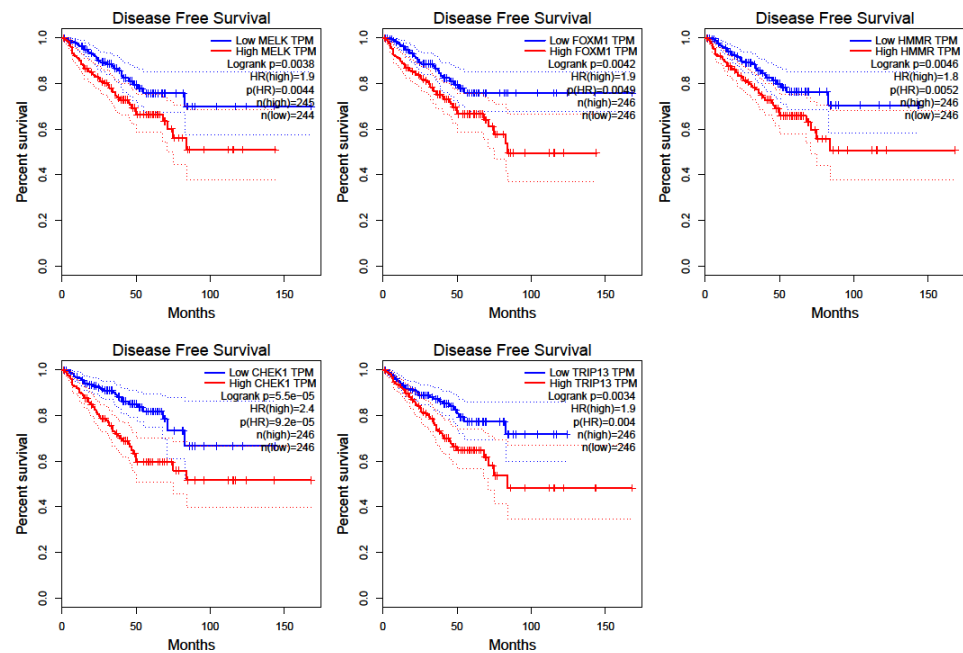 Disease Free Survival
Percent survival
1.0
0.8
0.6
0.4
0.2
0.0
Low MELK TPM
High MELK TPM
Logrank p=0.0038
HR(high)=1.9
p(HR)=0.0044
n(high)=245
n(low)=244
0 50 100 150
Months
Disease Free Survival
Percent survival
1.0
0.8
0.6
0.4
0.2
0.0
Low FOXM1 TPM
High FOXM1 TPM
Logrank p=0.0042
HR(high)=1.9
p(HR)=0.0049
n(high)=246
n(low)=246
0 50 100 150
Months
Disease Free Survival
Percent survival
1.0
0.8
0.6
0.4
0.2
0.0
Low HMMR TPM
High HMMR TPM
Logrank p=0.0046
HR(high)=1.8
p(HR)=0.0052
n(high)=246
n(low)=246
0 50 100 150
Months
Disease Free Survival
Percent survival
1.0
0.8
0.6
0.4
0.2
0.0
Low CHEK1 TPM
High CHEK1 TPM
Logrank p=5.5e-05
HR(high)=2.4
p(HR)=9.2e-05
n(high)=246
n(low)=246
0 50 100 150
Months
Disease Free Survival
Percent survival
1.0
0.8
0.6
0.4
0.2
0.0
Low TRIP13 TPM
High TRIP13 TPM
Logrank p=0.0034
HR(high)=1.9
p(HR)=0.004
n(high)=246
n(low)=246
0 50 100 150
Months